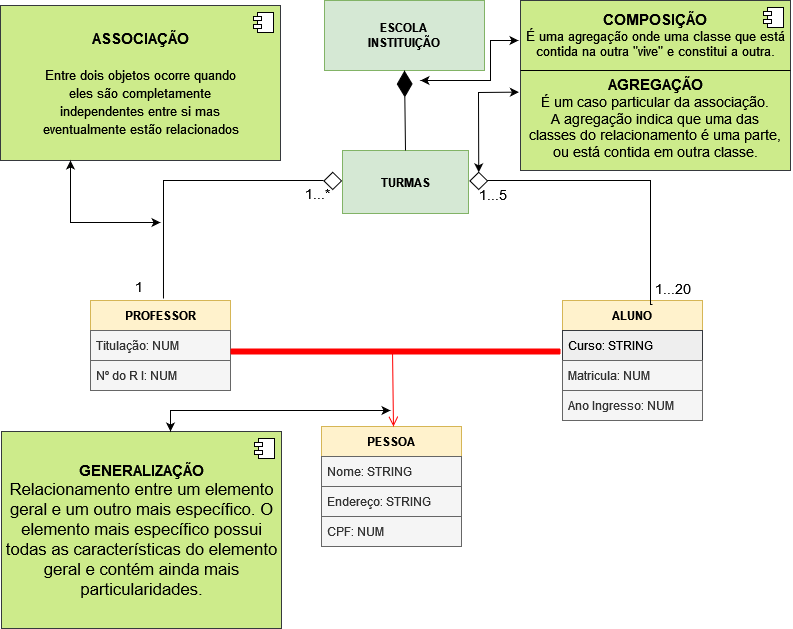 ASSOCIAÇÃO
Entre dois objetos ocorre quando
eles são completamente
independentes entre si mas
eventualmente estão relacionados
ESCOLA
INSTITUIÇÃO
COMPOSIÇÃO
É uma agregação onde uma classe que está
contida na outra "vive" e constitui a outra.
AGREGAÇÃO
É um caso particular da associação.
A agregação indica que uma das
classes do relacionamento é uma parte,
ou está contida em outra classe.
TURMAS
1...*
1...5
1
1...20
PROFESSOR
Titulação: NUM
Nº do R I: NUM
ALUNO
Curso: STRING
Matricula: NUM
Ano Ingresso: NUM
PESSOA
Nome: STRING
Endereço: STRING
CPF: NUM
GENERALIZAÇÃO
Relacionamento entre um elemento
geral e um outro mais específico. O
elemento mais específico possui
todas as características do elemento
geral e contém ainda mais
particularidades.